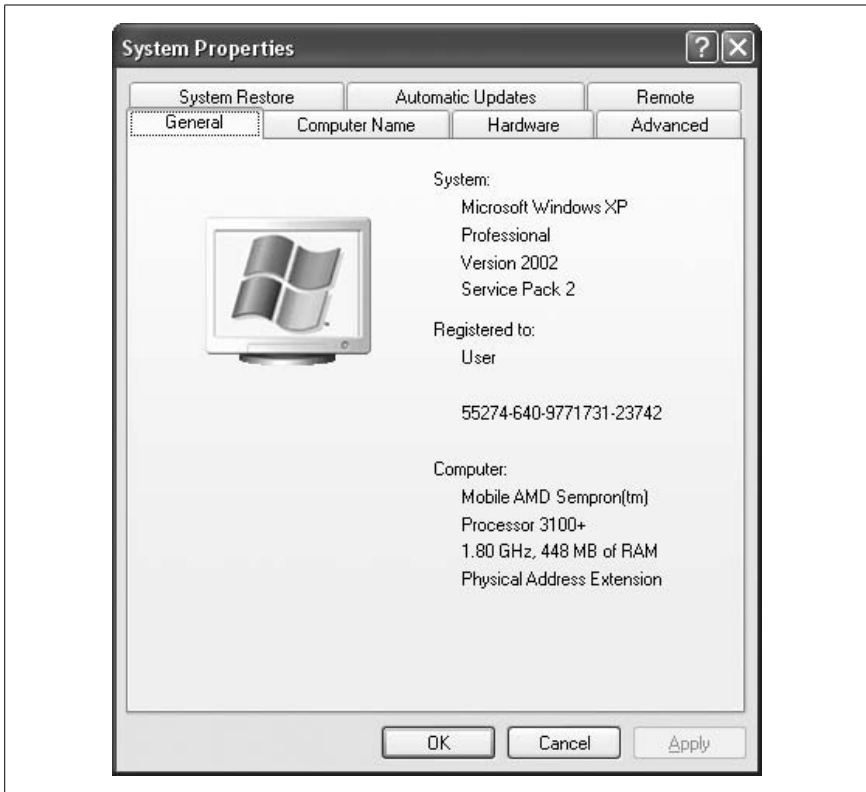 System Properties
System Restore Automatic Updates Remote
General Computer Name Hardware Advanced
System:
Microsoft Windows XP
Professional
Version 2002
Service Pack 2
Registered to:
User
55274-640-9771731-23742
Computer:
Mobile AMD Sempron(tm)
Processor 3100+
1.80 GHz, 448 MB of RAM
Physical Address Extension
OK Cancel Apply